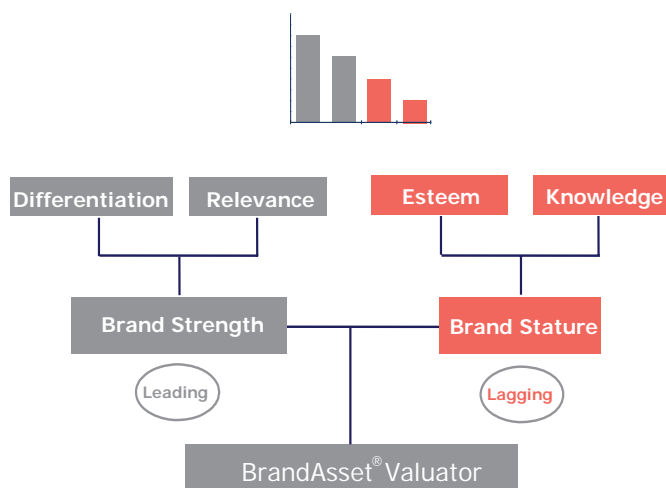 Differentiation
Relevance
Esteem
Knowledge
Brand Strength
Brand Stature
Leading
Lagging
BrandAsset® Valuator